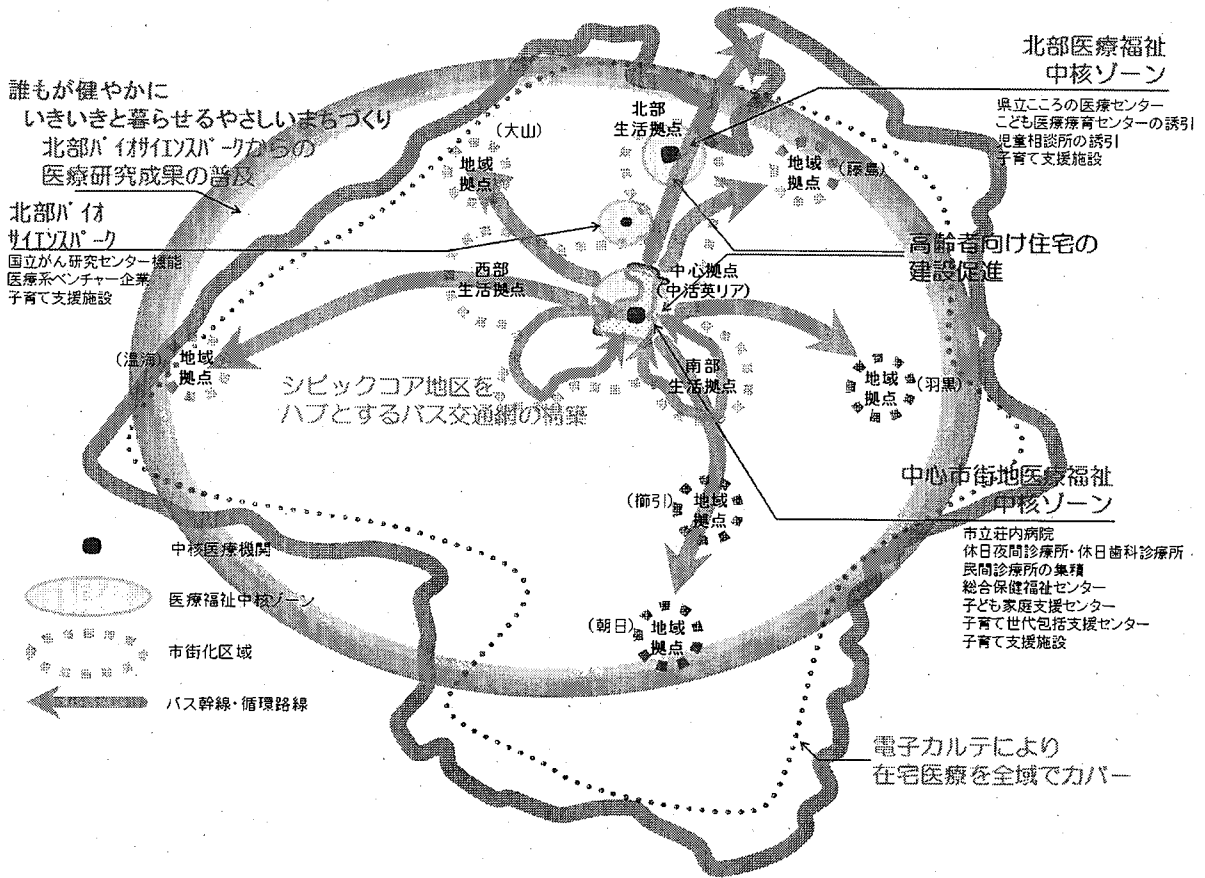 誰もが健やかに
いきいきと暮らせるやさしいまちづくり
北部バイオサイエンスパークからの
医療研究成果の普及
北部バイオ
サイエンスパーク
国立がん研究センター機能
医療系ベンチャー企業
子育て支援施設
北部医療福祉
中核ゾーン
県立こころの医療センター
こども医療療育センターの誘引
児童相談所の誘引
子育て支援施設
高齢者向け住宅の
建設促進
北部
生活拠点
(大山)
地域
拠点
地域
拠点
(藤島)
西部
生活拠点
中心拠点
(中活英リア)
(温海)
地域
拠点
シビックコア地区を
ハブとするバス交通網の構築
南部
生活拠点
地域
拠点
(羽黒)
中心市街地医療福祉
中核ゾーン
市立荘内病院
休日夜間診療所・休日歯科診療所
民間診療所の集積
総合保健福祉センター
子ども家庭支援センター
子育て世代包括支援センター
子育て支援施設
(櫛引)
地域
拠点
(朝日)
地域
拠点
中核医療機関
医療福祉中核ゾーン
市街化区域
バス幹線・循環路線
電子カルテにより
在宅医療を全域でカバー